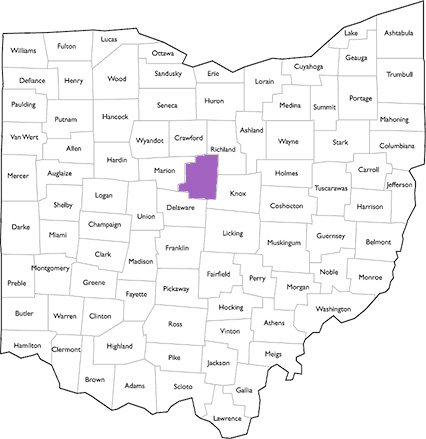 Lake
Ashtabula
Lucas
Fulton
Williams
Ottawa
Geauga
Cuyahoga
Wood
Sandusky
Erie
Lorain
Trumbull
Defiance
Henry
Huron
Medina
Summit
Portage
Paulding
Seneca
Putnam
Hancock
Mahoning
Van Wert
Wyandot
Crawford
Ashland
Richland
Wayne
Stark
Columbiana
Allen
Hardin
Mercer
Auglaize
Marion
Holmes
Carroll
Jefferson
Tuscarawas
Logan
Knox
Shelby
Union
Delaware
Coshocton
Harrison
Champaign
Darke
Miami
Licking
Guernsey
Belmont
Franklin
Muskingum
Clark
Madison
Montgomery
Fairfield
Noble
Monroe
Perry
Preble
Greene
Fayette
Pickaway
Morgan
Hocking
Washington
Butler
Warren
Clinton
Ross
Athens
Vinton
Hamilton
Clermont
Highland
Pike
Jackson
Meigs
Brown
Adams
Scioto
Gallia
Lawrence